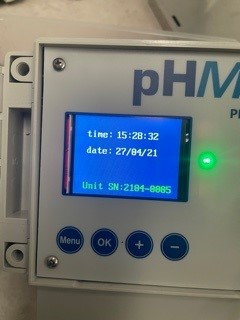 pHM
time: 15:28:32
date: 27/04/21
Unit SN:2104-0005
Menu OK + −